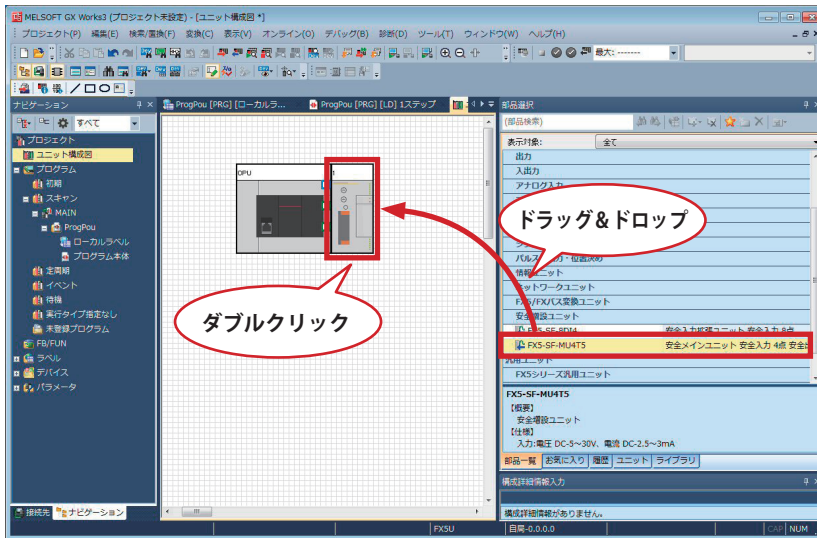 MELSOFT GX Works3 (プロジェクト未設定) - [ユニット構成図 *]
プロジェクト(P) 編集(E) 検索/置換(F) 変換(C) 表示(V) オンライン(O) デバッグ(B) 診断(D) ツール(T) ウィンドウ(W) ヘルプ(H)
最大: -------
ナビゲーション
すべて
プロジェクト
ユニット構成図
プログラム
初期
スキャン
MAIN
ProgPou
ローカルラベル
プログラム本体
定周期
イベント
待機
実行タイプ指定なし
未登録プログラム
FB/FUN
ラベル
デバイス
パラメータ
接続先
ナビゲーション
ProgPou [PRG] [ローカルラ...
ProgPou [PRG] [LD] 1ステップ
CPU
1
ダブルクリック
ドラッグ&ドロップ
部品選択
(部品検索)
表示対象: 全て
出力
入出力
アナログ入力
情報ユニット
ネットワークユニット
FX5/FXバス変換ユニット
安全増設ユニット
FX5-SF-8DI4 安全入力拡張ユニット 安全入力 8点
FX5-SF-MU4T5 安全メインユニット 安全入力 4点 安全出
汎用ユニット
FX5シリーズ汎用ユニット
FX5-SF-MU4T5
【概要】
安全増設ユニット
【仕様】
入力:電圧 DC-5~30V、電流 DC-2.5~3mA
部品一覧 お気に入り 履歴 ユニット ライブラリ
構成詳細情報入力
構成詳細情報がありません。
FX5U 自局-0.0.0.0 CAP NUM